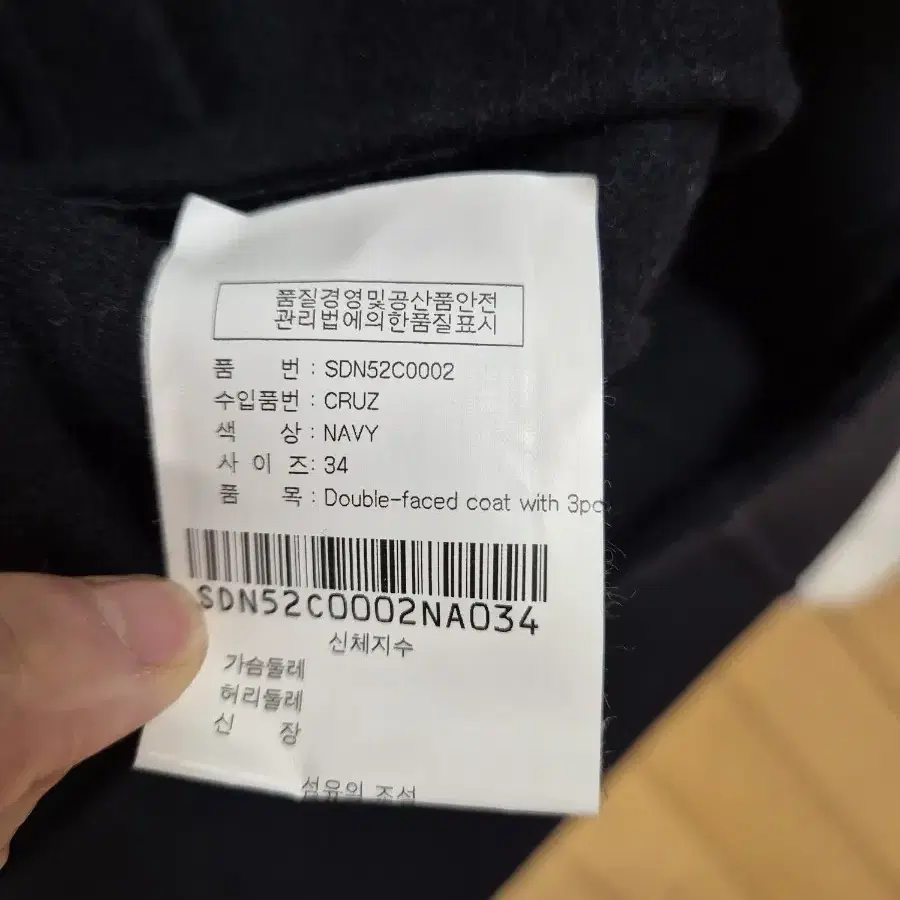 품질경영및공산품안전
관리법에의한품질표시
품 번 : SDN52C0002
수입품번 : CRUZ
색 상 : NAVY
사 이 즈: 34
품 목 : Double-faced coat with 3pc
SDN52C0002NA034
신체지수
가슴둘레
허리둘레
신 장
섬유의 조성